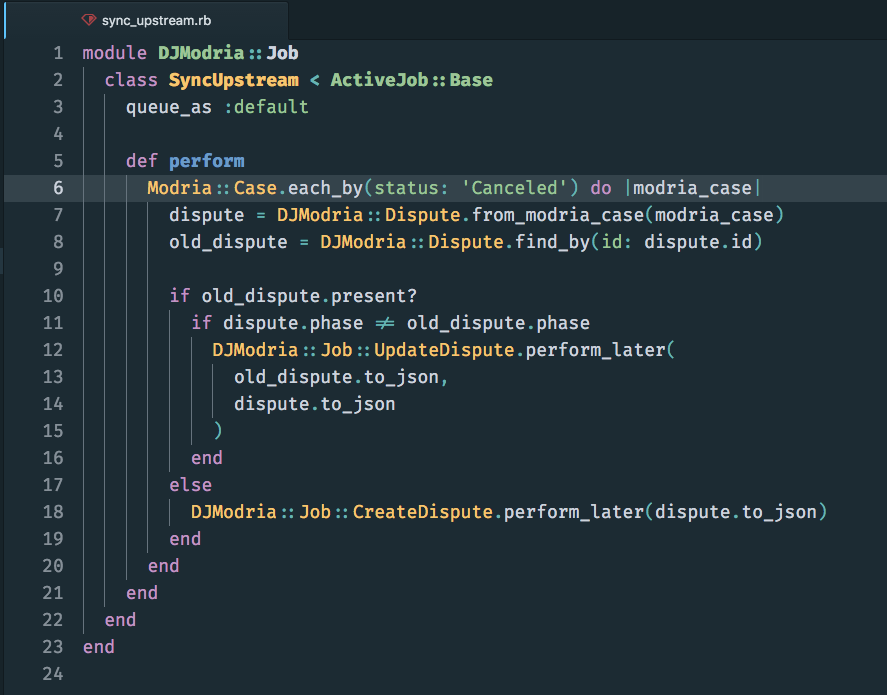 sync_upstream.rb
1 module DJModria::Job
2   class SyncUpstream < ActiveJob::Base
3     queue_as :default
4
5     def perform
6       Modria::Case.each_by(status: 'Canceled') do |modria_case|
7         dispute = DJModria::Dispute.from_modria_case(modria_case)
8         old_dispute = DJModria::Dispute.find_by(id: dispute.id)
9
10         if old_dispute.present?
11           if dispute.phase ≠ old_dispute.phase
12             DJModria::Job::UpdateDispute.perform_later(
13               old_dispute.to_json,
14               dispute.to_json
15             )
16           end
17         else
18           DJModria::Job::CreateDispute.perform_later(dispute.to_json)
19         end
20       end
21     end
22   end
23 end
24